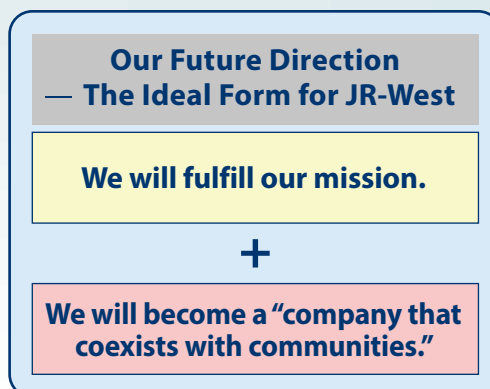 Our Future Direction
— The Ideal Form for JR-West
We will fulfill our mission.
+
We will become a “company that
coexists with communities.”